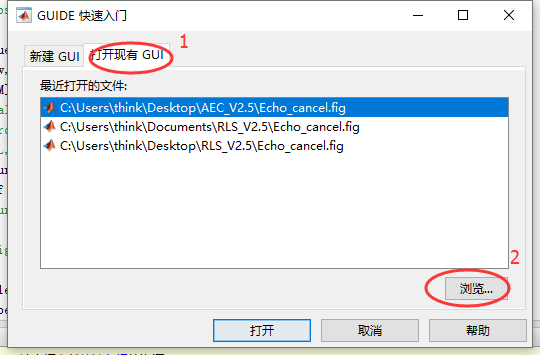 GUIDE 快速入门
1
新建 GUI 打开现有 GUI
最近打开的文件:
C:\Users\think\Desktop\AEC_V2.5\Echo_cancel.fig
C:\Users\think\Documents\RLS_V2.5\Echo_cancel.fig
C:\Users\think\Desktop\RLS_V2.5\Echo_cancel.fig
2
浏览...
打开 取消 帮助